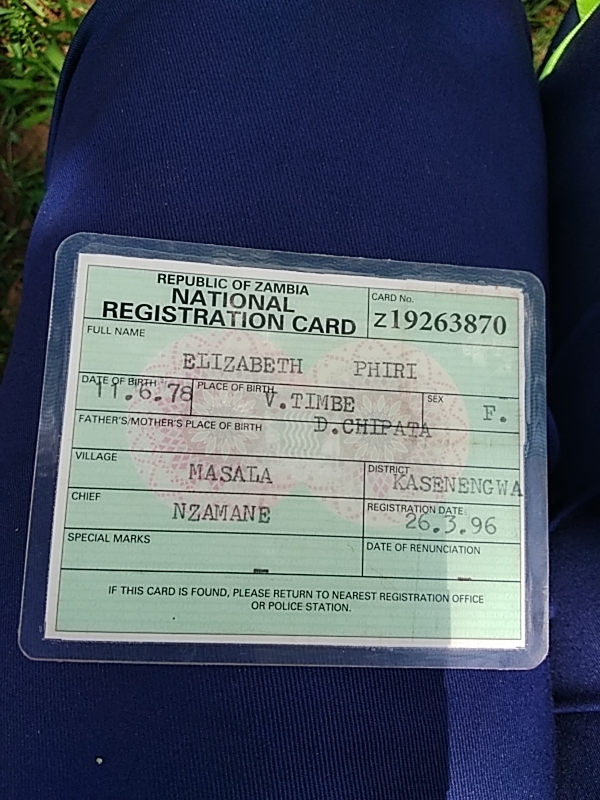 REPUBLIC OF ZAMBIA
NATIONAL
REGISTRATION CARD
CARD No.
Z19263870
FULL NAME
ELIZABETH PHIRI
DATE OF BIRTH
11.6.78
PLACE OF BIRTH
V.TIMBE
SEX
F.
FATHER'S/MOTHER'S PLACE OF BIRTH
D.CHIPATA
VILLAGE
MASALA
DISTRICT
KASENENGWA
CHIEF
NZAMANE
REGISTRATION DATE
26.3.96
SPECIAL MARKS
DATE OF RENUNCIATION
IF THIS CARD IS FOUND, PLEASE RETURN TO NEAREST REGISTRATION OFFICE
OR POLICE STATION.